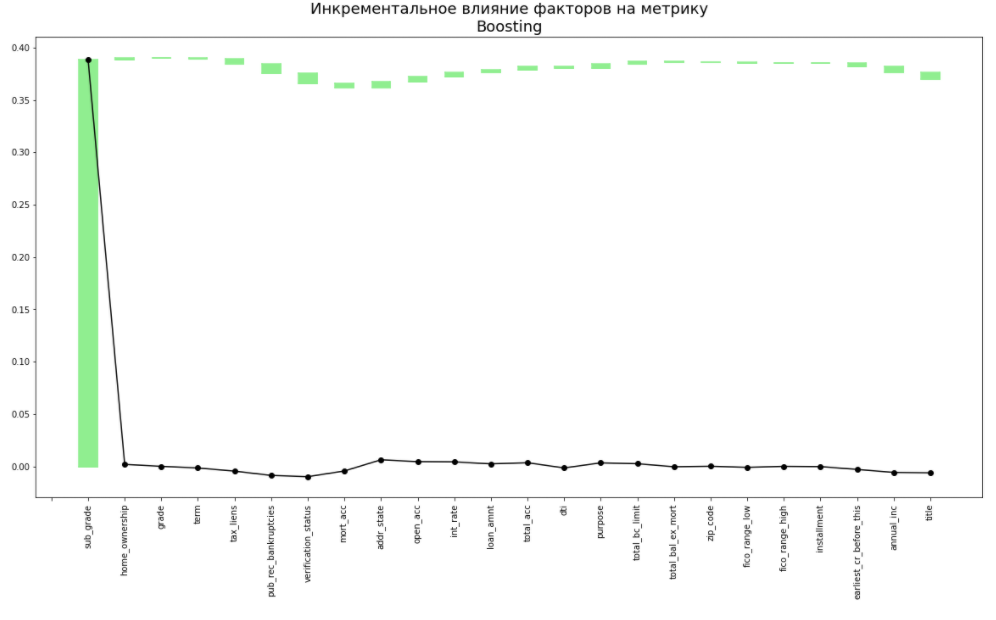 Инкрементальное влияние факторов на метрику
Boosting
0.40
0.35
0.30
0.25
0.20
0.15
0.10
0.05
0.00
sub_grade
home_ownership
grade
term
tax_liens
pub_rec_bankruptcies
verification_status
mort_acc
addr_state
open_acc
int_rate
loan_amnt
total_acc
dti
purpose
total_bc_limit
total_bal_ex_mort
zip_code
fico_range_low
fico_range_high
installment
earliest_cr_before_this
annual_inc
title